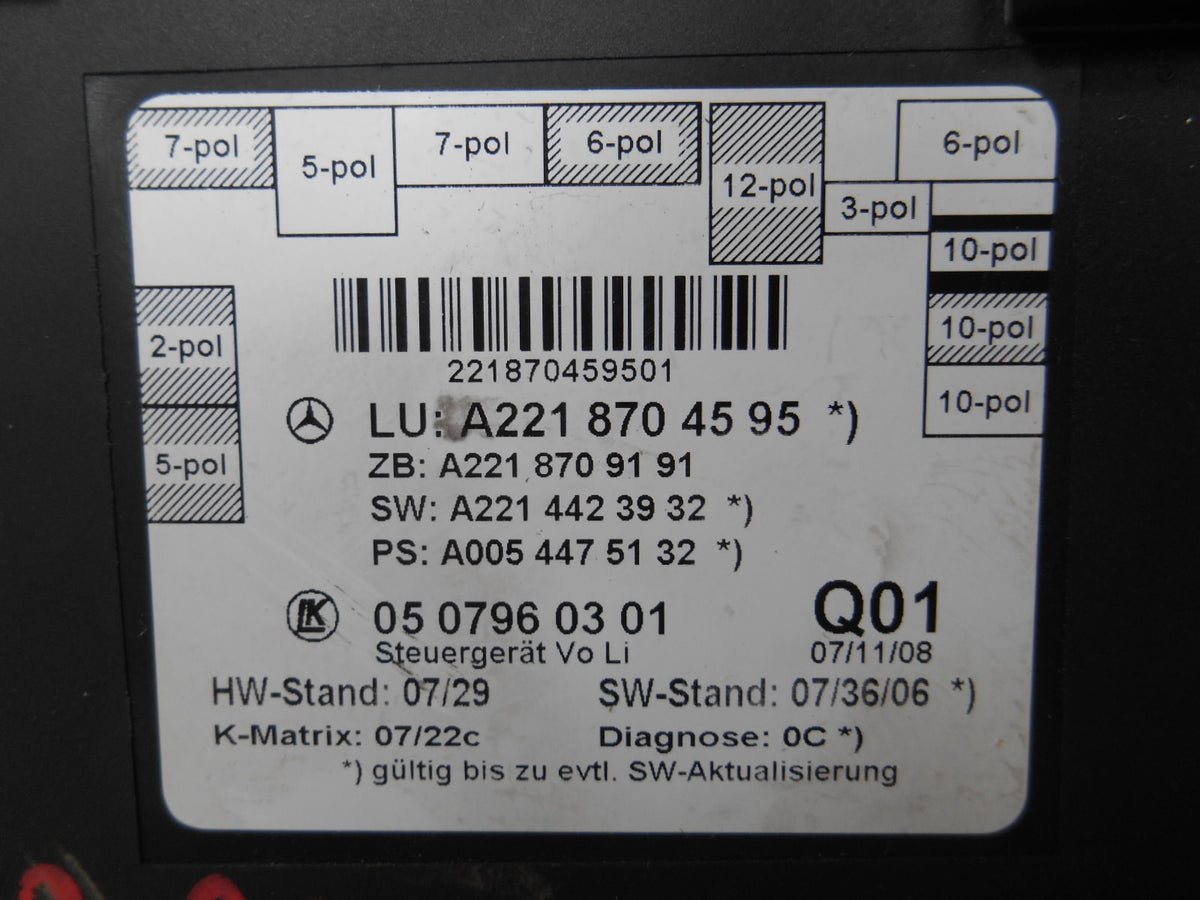 7-pol
5-pol
7-pol
6-pol
12-pol
6-pol
3-pol
10-pol
10-pol
10-pol
2-pol
5-pol
221870459501
LU: A221 870 45 95 *)
ZB: A221 870 91 91
SW: A221 442 39 32 *)
PS: A005 447 51 32 *)
LK 05 0796 03 01 Q01
Steuergerät Vo Li 07/11/08
HW-Stand: 07/29 SW-Stand: 07/36/06 *)
K-Matrix: 07/22c Diagnose: 0C *)
*) gültig bis zu evtl. SW-Aktualisierung